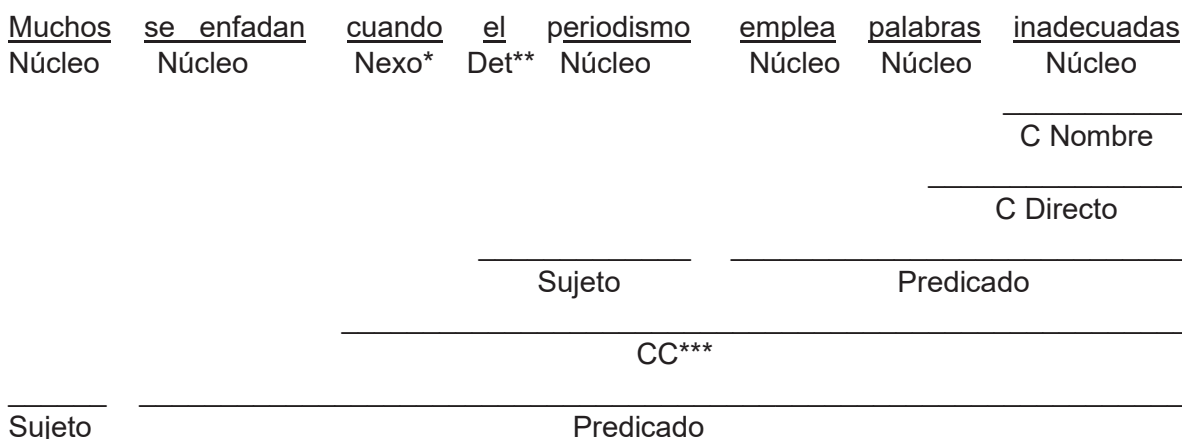 Muchos se enfadan cuando el periodismo emplea palabras inadecuadas
Núcleo Núcleo Nexo* Det** Núcleo Núcleo Núcleo Núcleo
C Nombre
C Directo
Sujeto Predicado
CC***
Sujeto Predicado